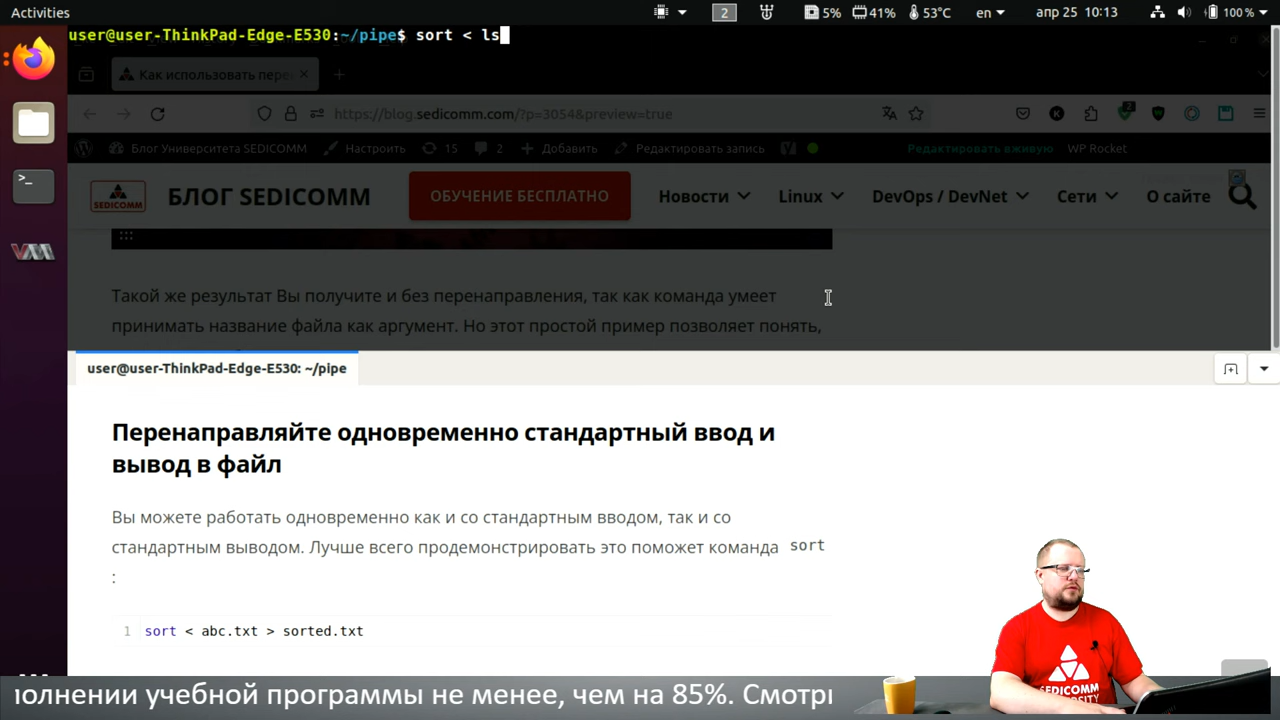 Activities
2
5%
41%
53°C
en
апр 25 10:13
100 %
user@user-ThinkPad-Edge-E530:~/pipe$ sort < ls
Как использовать пере
https://blog.sedicomm.com/?p=3054&preview=true
Блог Университета SEDICOMM
Настроить
15
2
Добавить
Редактировать запись
Редактировать вживую
WP Rocket
БЛОГ SEDICOMM
ОБУЧЕНИЕ БЕСПЛАТНО
Новости
Linux
DevOps / DevNet
Сети
О сайте
Такой же результат Вы получите и без перенаправления, так как команда умеет
принимать название файла как аргумент. Но этот простой пример позволяет понять,
user@user-ThinkPad-Edge-E530: ~/pipe
Перенаправляйте одновременно стандартный ввод и
вывод в файл
Вы можете работать одновременно как и со стандартным вводом, так и со
стандартным выводом. Лучше всего продемонстрировать это поможет команда sort
:
1 sort < abc.txt > sorted.txt
полнении учебной программы не менее, чем на 85%. Смотри
SEDICOMM
UNIVERSITY